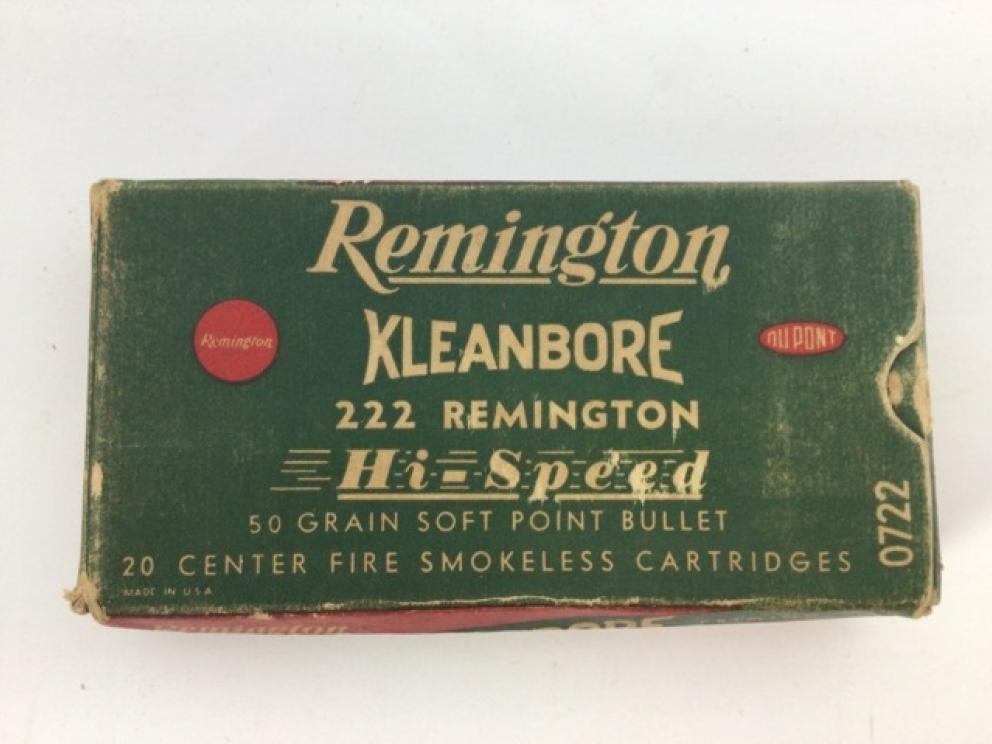 Remington
KLEANBORE
Remington
DU PONT
222 REMINGTON
Hi-Speed
50 GRAIN SOFT POINT BULLET
20 CENTER FIRE SMOKELESS CARTRIDGES
MADE IN U S A
0722
Remington